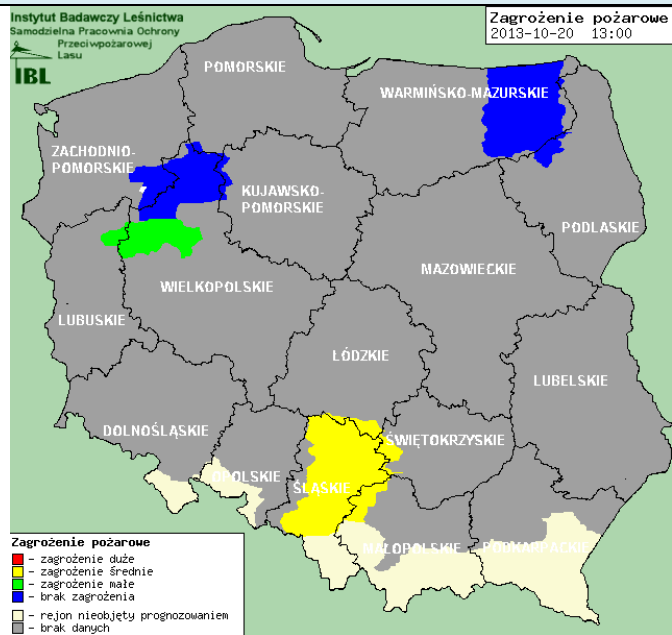 Instytut Badawczy Leśnictwa
Samodzielna Pracownia Ochrony
Przeciwpożarowej
Lasu
IBL
Zagrożenie pożarowe
2013-10-20 13:00
POMORSKIE
WARMIŃSKO-MAZURSKIE
ZACHODNIO-
POMORSKIE
KUJAWSKO-
POMORSKIE
PODLASKIE
MAZOWIECKIE
WIELKOPOLSKIE
LUBUSKIE
ŁÓDZKIE
LUBELSKIE
DOLNOŚLĄSKIE
ŚWIĘTOKRZYSKIE
OPOLSKIE
ŚLĄSKIE
MAŁOPOLSKIE
PODKARPACKIE
Zagrożenie pożarowe
- zagrożenie duże
- zagrożenie średnie
- zagrożenie małe
- brak zagrożenia
- rejon nieobjęty prognozowaniem
- brak danych